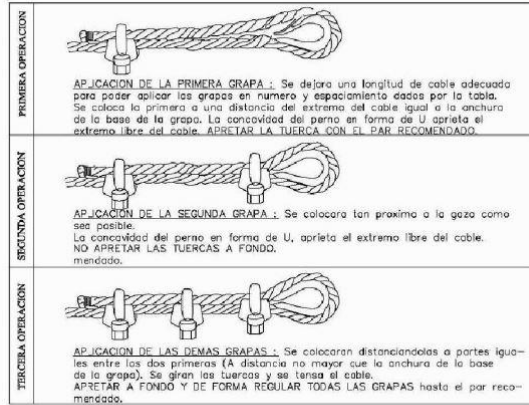 PRIMERA OPERACION
APLICACION DE LA PRIMERA GRAPA : Se dejara una longitud de cable adecuada
para poder aplicar las grapas en numero y espaciamiento dados por la tabla.
Se coloca la primera a una distancia del extremo del cable igual a la anchura
de la base de la grapa. La concavidad del perno en forma de U aprieta el
extremo libre del cable. APRETAR LA TUERCA CON EL PAR RECOMENDADO.
SEGUNDA OPERACION
APLICACION DE LA SEGUNDA GRAPA : Se colocara tan proxima a la gaza como
sea posible.
La concavidad del perno en forma de U, aprieta el extremo libre del cable.
NO APRETAR LAS TUERCAS A FONDO.
mendado.
TERCERA OPERACION
APLICACION DE LAS DEMAS GRAPAS : Se colocaran distanciandolas a partes igua-
les entre las dos primeras (A distancia no mayor que la anchura de la base
de la grapa). Se giran las tuercas y se tensa el cable.
APRETAR A FONDO Y DE FORMA REGULAR TODAS LAS GRAPAS hasta el par reco-
mendado.